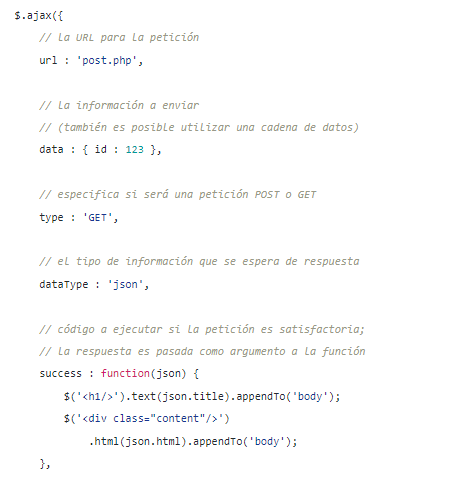 $.ajax({
// la URL para la petición
url : 'post.php',
// la información a enviar
// (también es posible utilizar una cadena de datos)
data : { id : 123 },
// especifica si será una petición POST o GET
type : 'GET',
// el tipo de información que se espera de respuesta
dataType : 'json',
// código a ejecutar si la petición es satisfactoria;
// la respuesta es pasada como argumento a la función
success : function(json) {
$('<h1/>').text(json.title).appendTo('body');
$('<div class="content"/>')
.html(json.html).appendTo('body');
},